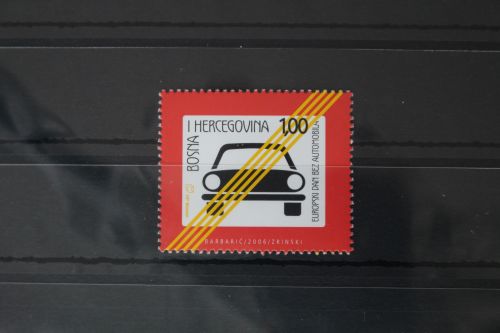 BOSNA
I HERCEGOVINA
1,00
EUROPSKI DAN BEZ AUTOMOBILA
BARBARIĆ/2006/ZRINSKI